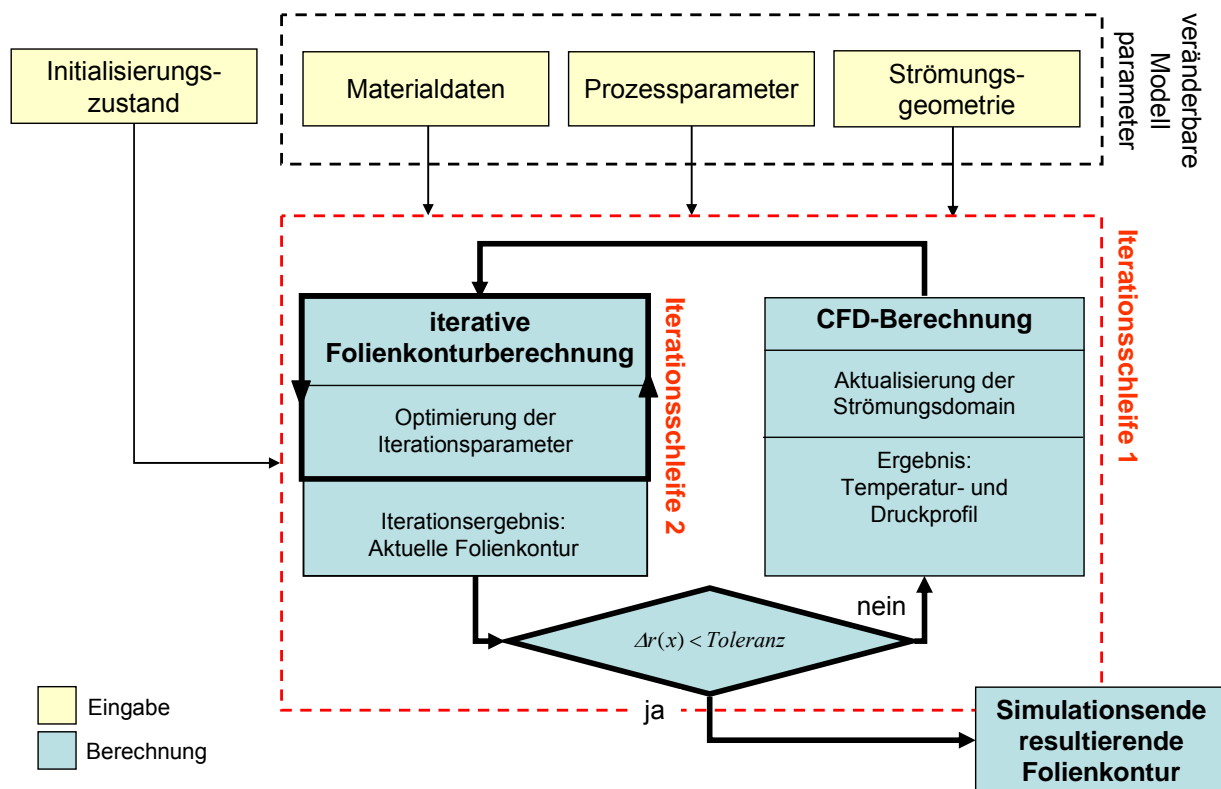 Initialisierungs-
zustand
Materialdaten
Prozessparameter
Strömungs-
geometrie
veränderbare
Modell
parameter
iterative
Folienkonturberechnung
Optimierung der
Iterationsparameter
Iterationsergebnis:
Aktuelle Folienkontur
Iterationsschleife 2
CFD-Berechnung
Aktualisierung der
Strömungsdomain
Ergebnis:
Temperatur- und
Druckprofil
Iterationsschleife 1
Δr(x) < Toleranz
nein
ja
Simulationsende
resultierende
Folienkontur
Eingabe
Berechnung